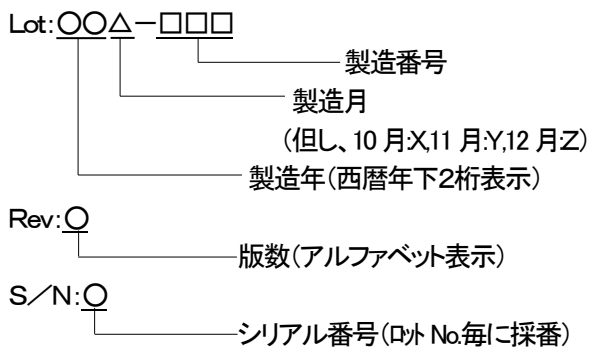 Lot:○○△－□□□
製造番号
製造月
(但し、10月:X,11月:Y,12月:Z)
製造年(西暦年下2桁表示)
Rev:○
版数(アルファベット表示)
S／N:○
シリアル番号(ロット No.毎に採番)